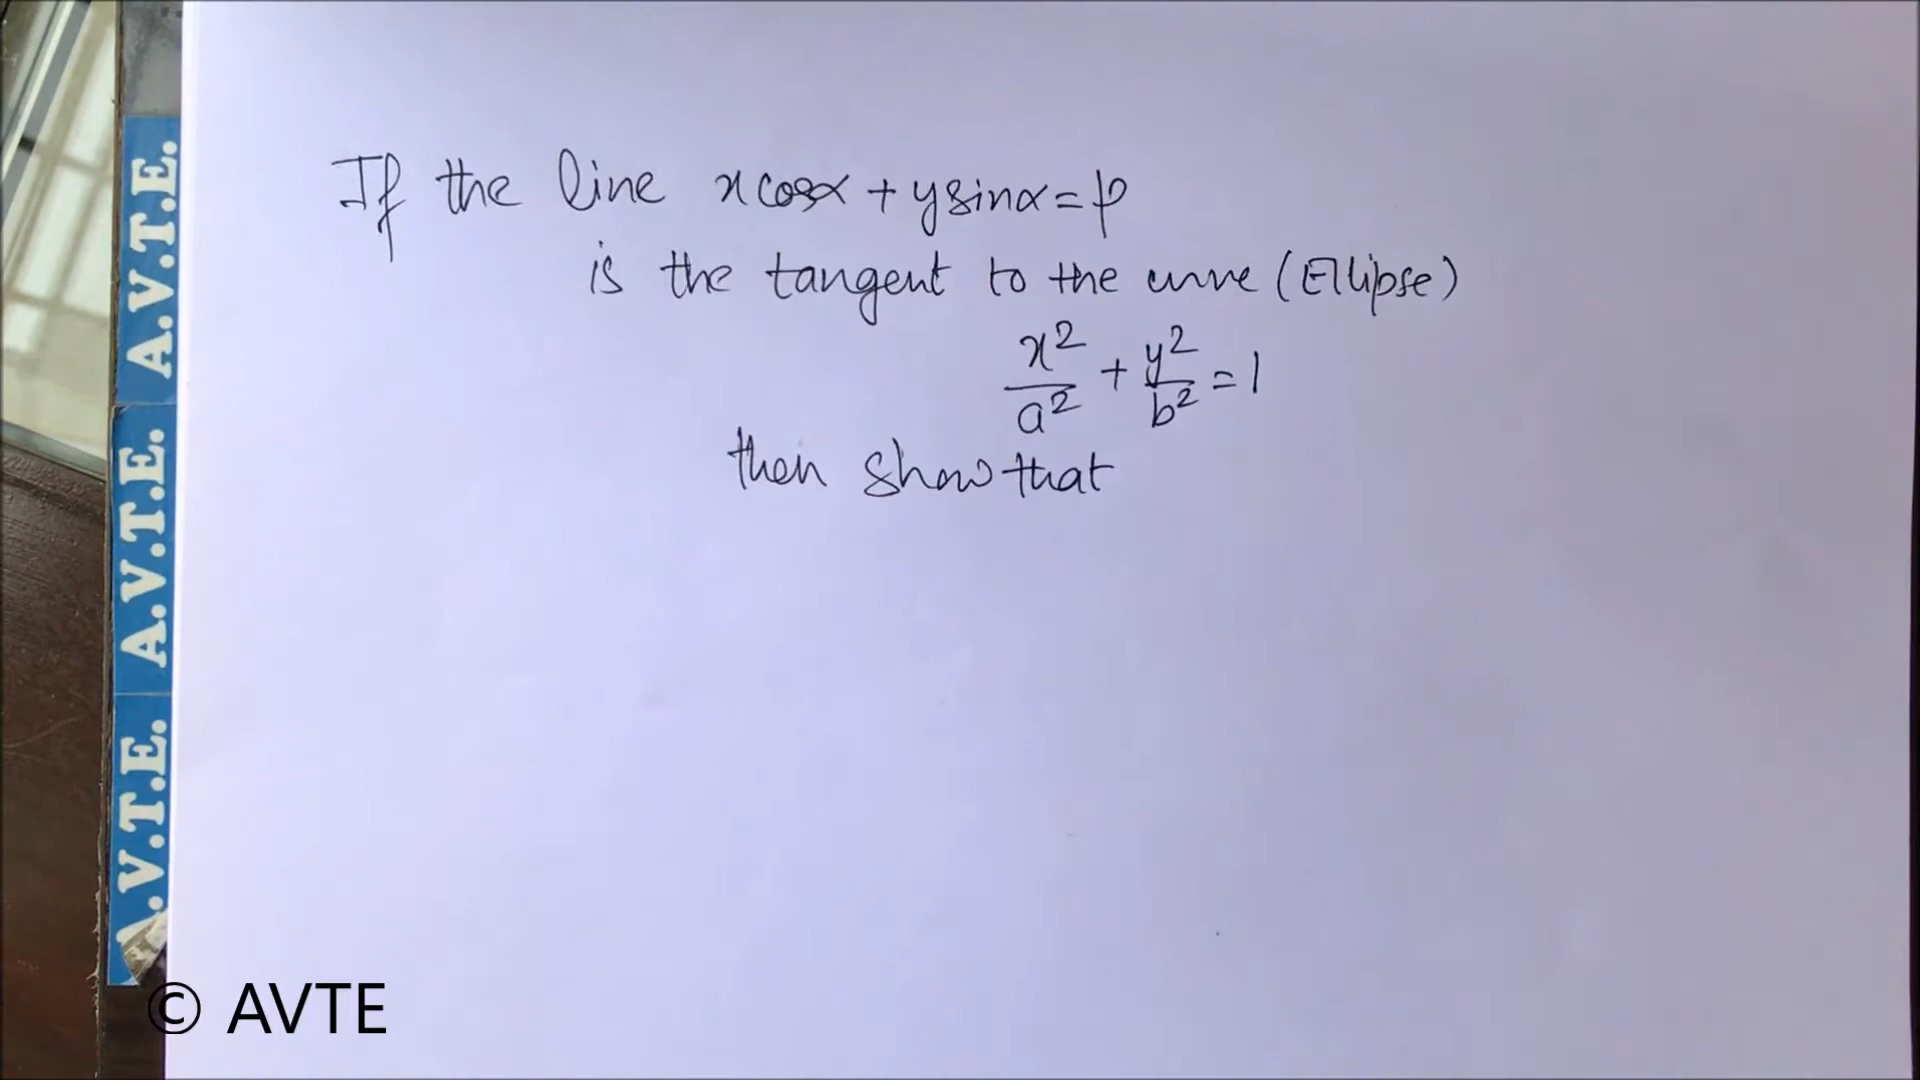 If the line x cosα + y sinα = p
is the tangent to the curve (Ellipse)
x²/a² + y²/b² = 1
then show that
A.V.T.E.
A.V.T.E.
A.V.T.E.
© AVTE